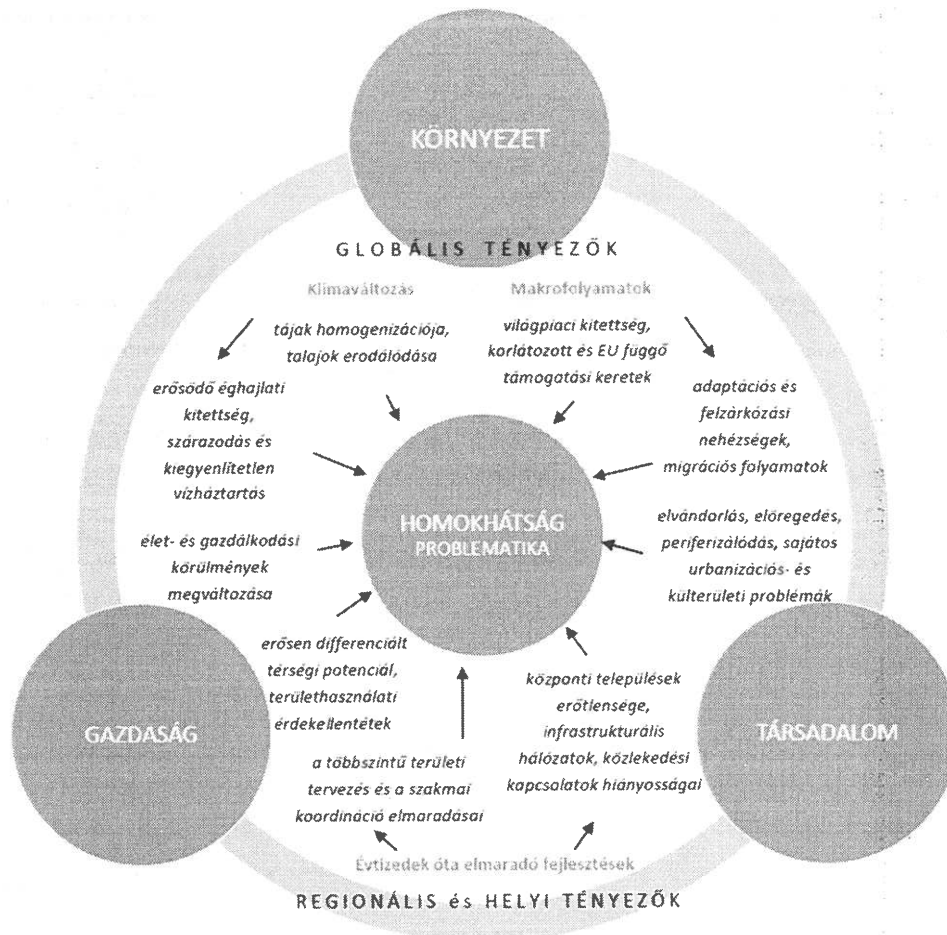 KÖRNYEZET
GLOBÁLIS TÉNYEZŐK
Klímaváltozás
Makrofolyamatok
tájak homogenizációja,
talajok erodálódása
világpiaci kitettség,
korlátozott és EU függő
támogatási keretek
erősödő éghajlati
kitettség,
szárazodás és
kiegyenlítetlen
vízháztartás
adaptációs és
felzárkózási
nehézségek,
migrációs folyamatok
HOMOKHÁTSÁG
PROBLEMATIKA
élet- és gazdálkodási
körülmények
megváltozása
elvándorlás, elöregedés,
periferizálódás, sajátos
urbanizációs- és
külterületi problémák
erősen differenciált
térségi potenciál,
területhasználati
érdekellentétek
központi települések
erőtlensége,
infrastrukturális
hálózatok, közlekedési
kapcsolatok hiányosságai
GAZDASÁG
TÁRSADALOM
a többszintű területi
tervezés és a szakmai
koordináció elmaradásai
Évtizedek óta elmaradó fejlesztések
REGIONÁLIS és HELYI TÉNYEZŐK